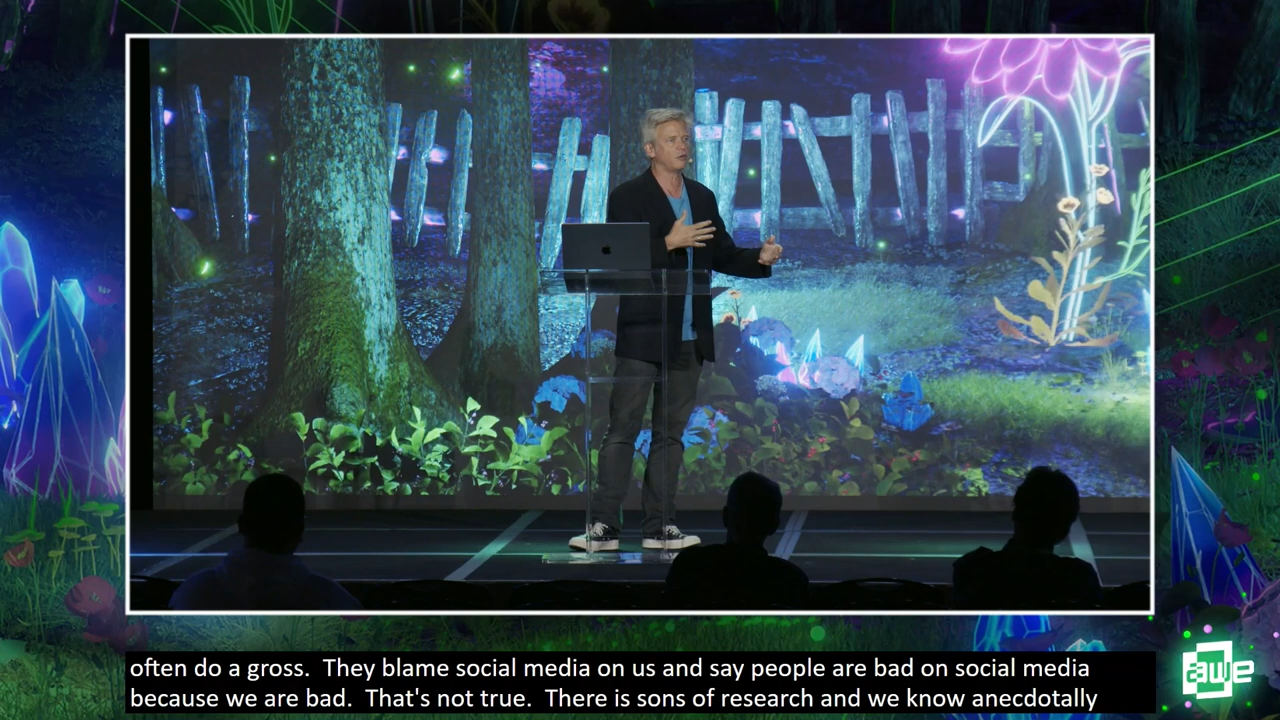 often do a gross.  They blame social media on us and say people are bad on social media
because we are bad.  That's not true.  There is sons of research and we know anecdotally
awe